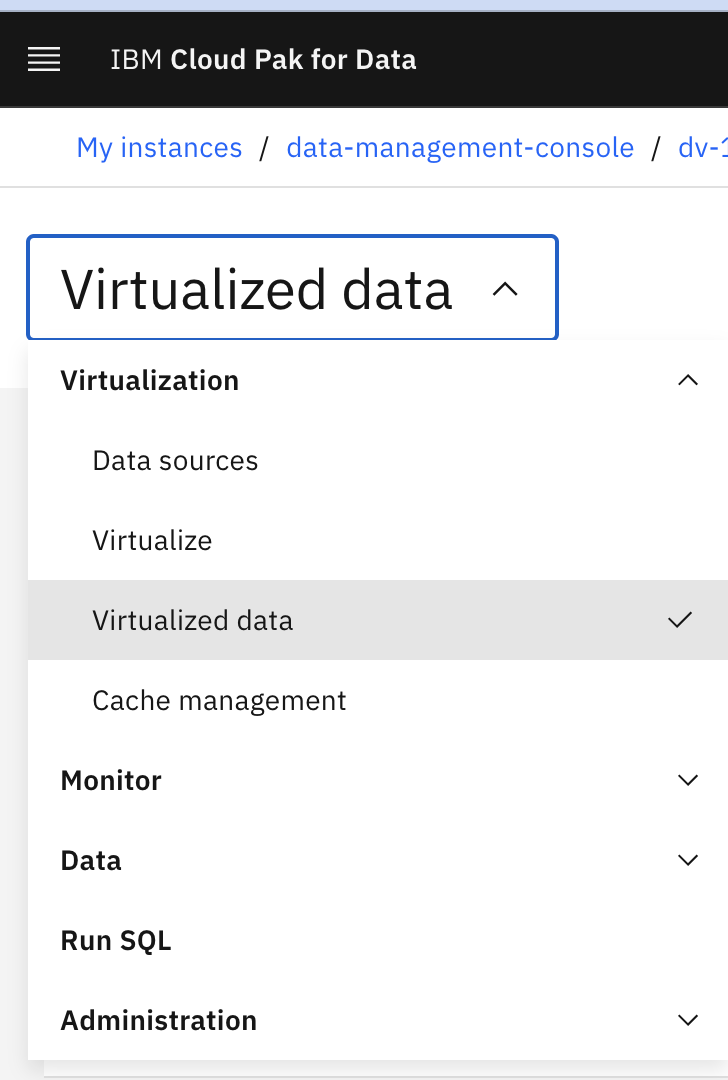 IBM Cloud Pak for Data
My instances / data-management-console / dv-1
Virtualized data
Virtualization
Data sources
Virtualize
Virtualized data
Cache management
Monitor
Data
Run SQL
Administration